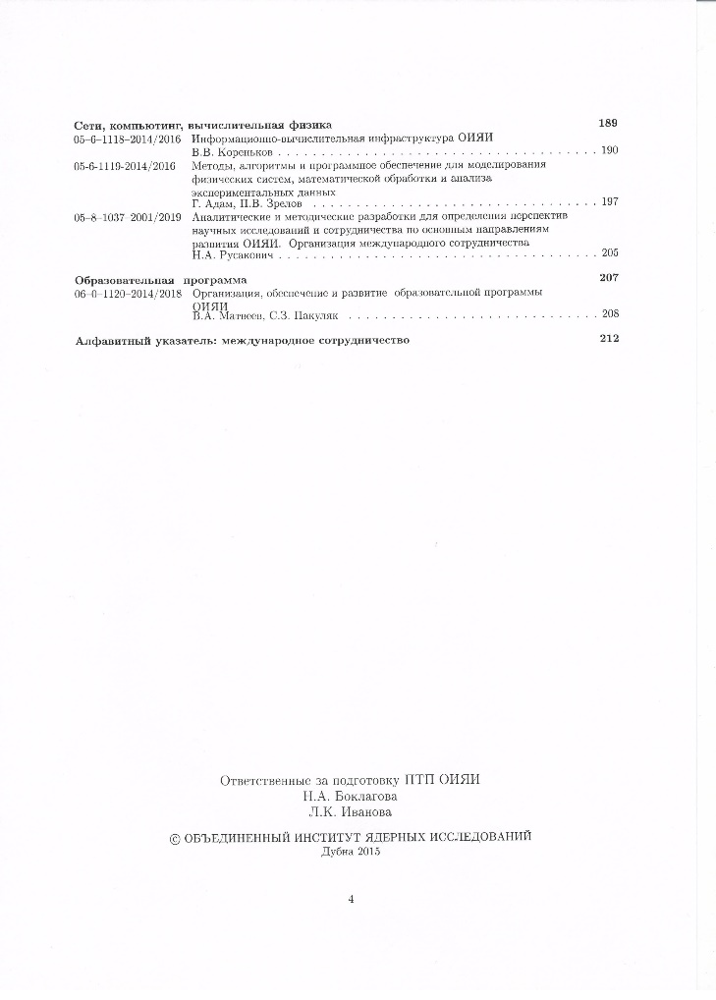 Сети, компьютинг, вычислительная физика 189
05–6–1118–2014/2016 Информационно-вычислительная инфраструктура ОИЯИ
В.В. Кореньков . . . . . . . . . . . . . . . . . . . . . . . . . . . . . . . . . . . . . 190
05-6-1119-2014/2016 Методы, алгоритмы и программное обеспечение для моделирования
физических систем, математической обработки и анализа
экспериментальных данных
Г. Адам, П.В. Зрелов . . . . . . . . . . . . . . . . . . . . . . . . . . . . . . . . . 197
05–8–1037–2001/2019 Аналитические и методические разработки для определения перспектив
научных исследований и сотрудничества по основным направлениям
развития ОИЯИ. Организация международного сотрудничества
Н.А. Русакович . . . . . . . . . . . . . . . . . . . . . . . . . . . . . . . . . . . . . 205
Образовательная программа 207
06–0–1120–2014/2018 Организация, обеспечение и развитие образовательной программы
ОИЯИ
В.А. Матвеев, С.З. Пакуляк . . . . . . . . . . . . . . . . . . . . . . . . . . . . . 208
Алфавитный указатель: международное сотрудничество 212
Ответственные за подготовку ПТП ОИЯИ
Н.А. Боклагова
Л.К. Иванова
© ОБЪЕДИНЕННЫЙ ИНСТИТУТ ЯДЕРНЫХ ИССЛЕДОВАНИЙ
Дубна 2015
4